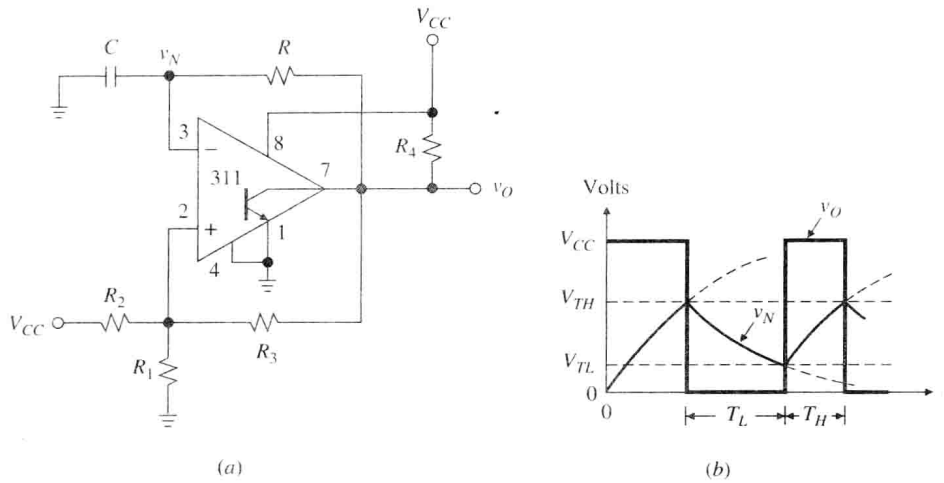 V_CC
C
v_N
R
3
−
8
R_4
311
7
v_O
2
+
1
4
R_2
V_CC
R_3
R_1
(a)
Volts
v_O
V_CC
V_TH
v_N
V_TL
0
0
T_L
T_H
(b)